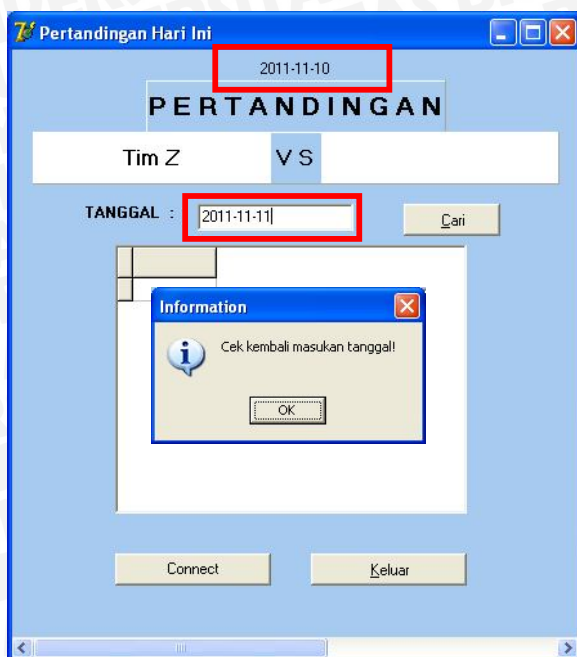 Pertandingan Hari Ini
2011-11-10
PERTANDINGAN
Tim Z VS
TANGGAL : 2011-11-11 Cari
Information
Cek kembali masukan tanggal!
OK
Connect Keluar